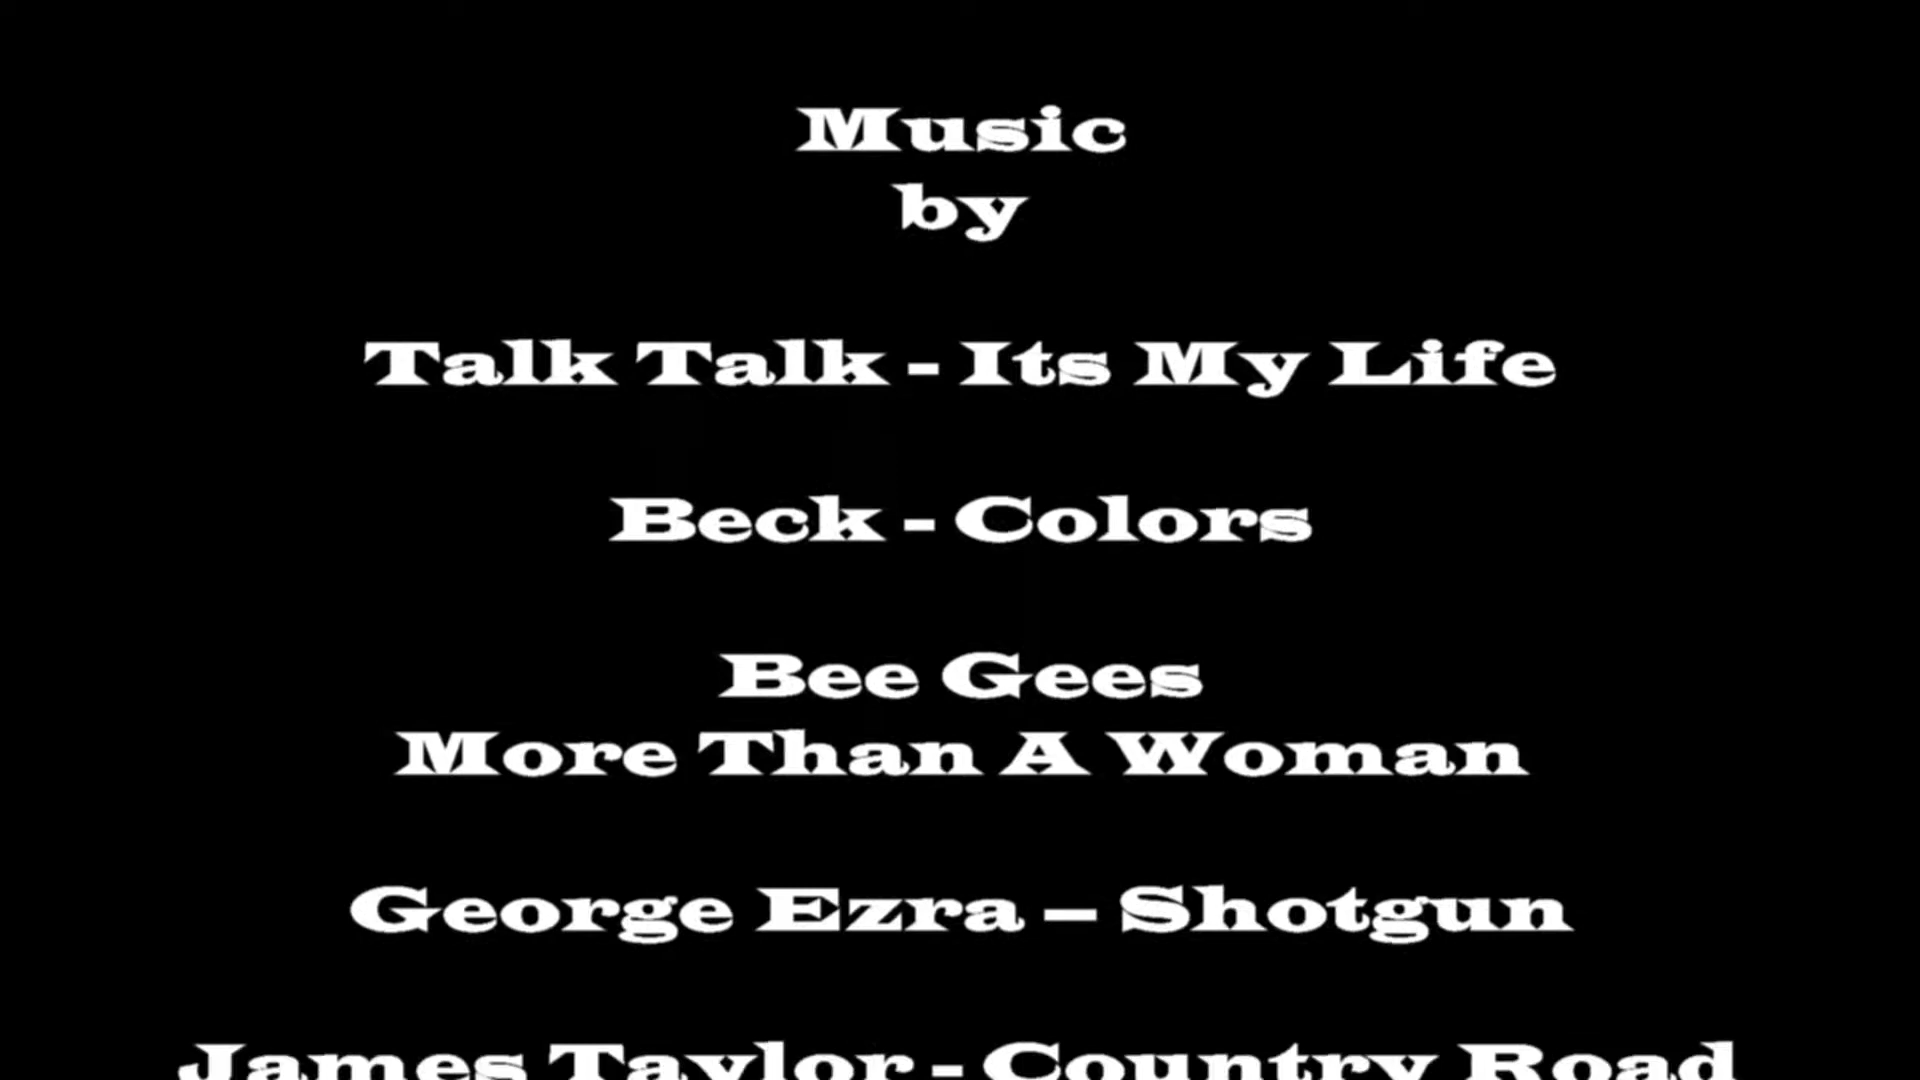 Music
by
Talk Talk - Its My Life
Beck - Colors
Bee Gees
More Than A Woman
George Ezra – Shotgun
James Taylor - Country Road